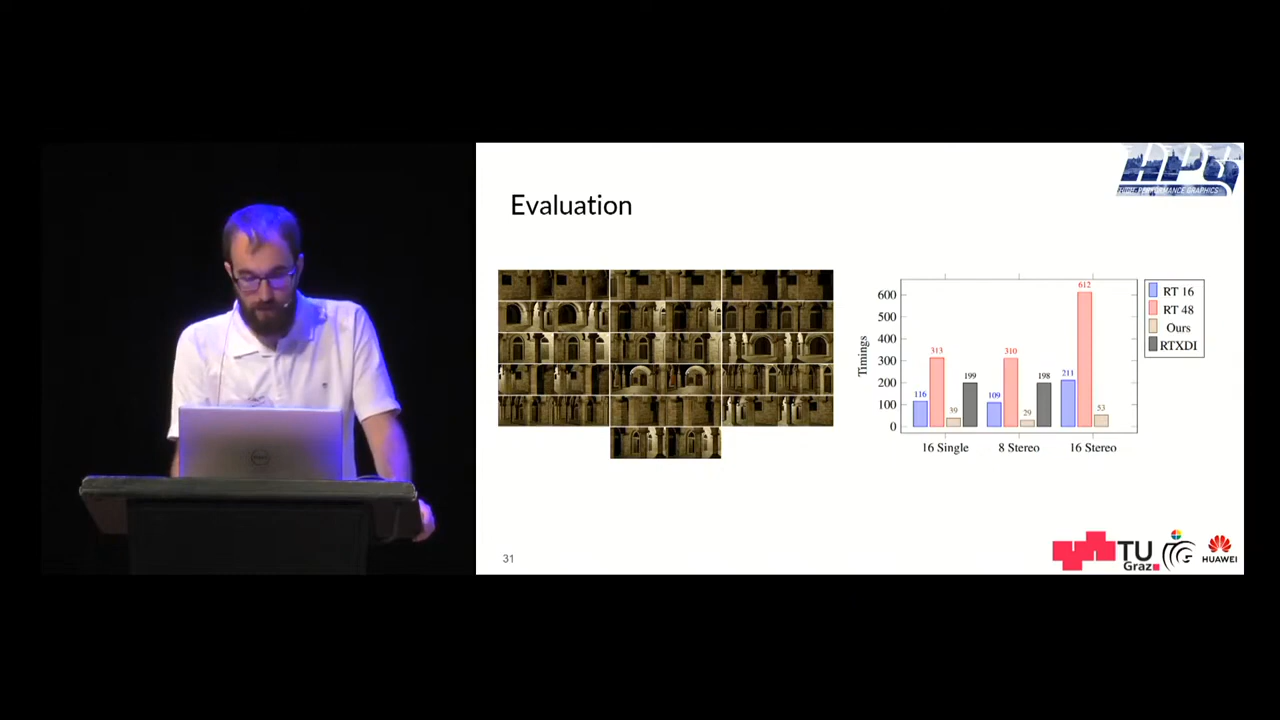 HPG
HIGH PERFORMANCE GRAPHICS
Evaluation
Timings
600
500
400
300
200
100
0
116
313
39
199
109
310
29
198
211
612
53
16 Single
8 Stereo
16 Stereo
RT 16
RT 48
Ours
RTXDI
31
TU
Graz
CG
HUAWEI